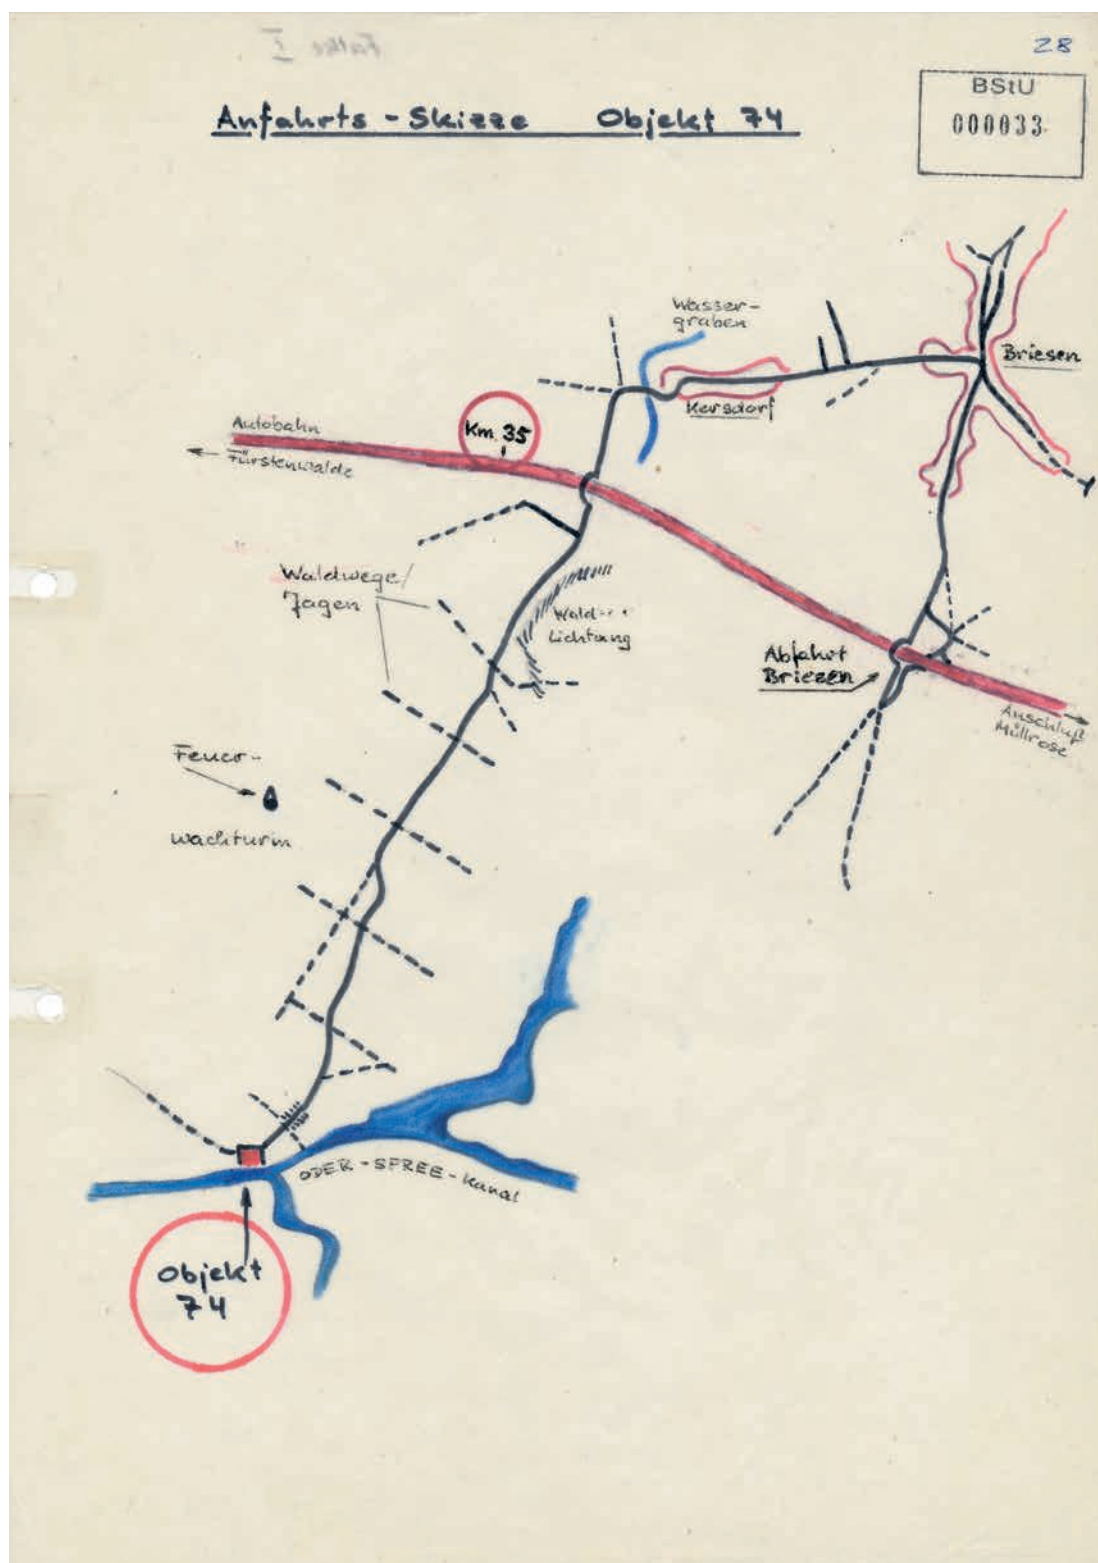 28
BStU
000033
Anfahrts-Skizze Objekt 74
Wasser-
graben
Briesen
Kersdorf
Km 35
Autobahn
Fürstenwalde
Waldwege/
Jagen
Wald
Lichtung
Abfahrt
Briesen
Anschluß
Müllrose
Feuer-
wachturm
ODER-SPREE-Kanal
Objekt
74